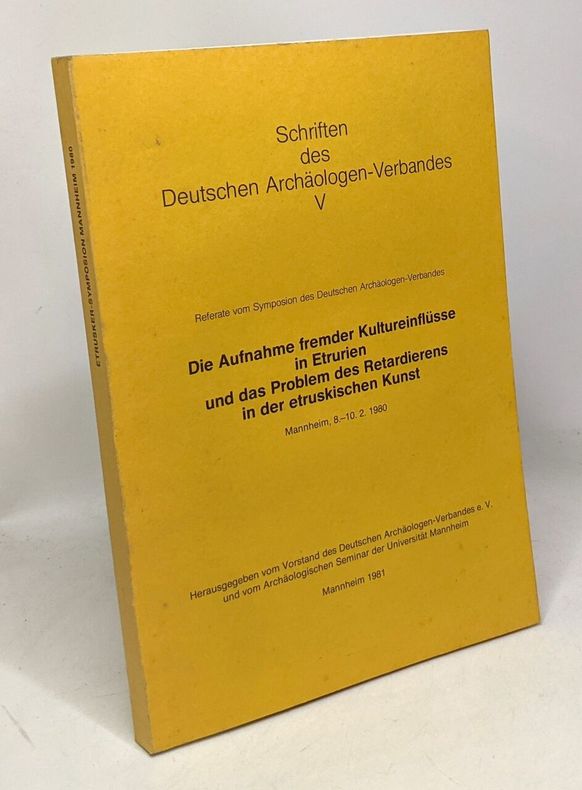 Schriften
des
Deutschen Archäologen-Verbandes
V
Referate vom Symposion des Deutschen Archäologen-Verbandes
Die Aufnahme fremder Kultureinflüsse
in Etrurien
und das Problem des Retardierens
in der etruskischen Kunst
Mannheim, 8.–10. 2. 1980
Herausgegeben vom Vorstand des Deutschen Archäologen-Verbandes e. V.
und vom Archäologischen Seminar der Universität Mannheim
Mannheim 1981
ETRUSKER-SYMPOSION MANNHEIM 1980